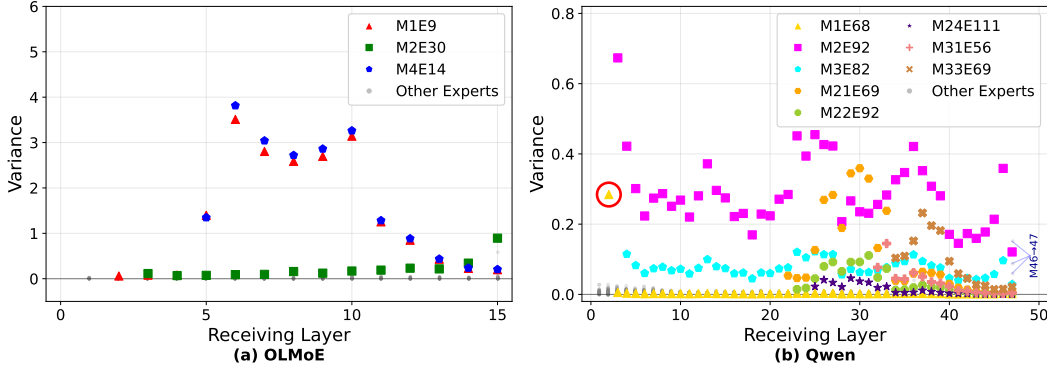 6
5
4
3
2
1
0
Variance
M1E9
M2E30
M4E14
Other Experts
0
5
10
15
Receiving Layer
(a) OLMoE
0.8
0.6
0.4
0.2
0.0
Variance
M1E68
M2E92
M3E82
M21E69
M22E92
M24E111
M31E56
M33E69
Other Experts
M46→47
0
10
20
30
40
50
Receiving Layer
(b) Qwen